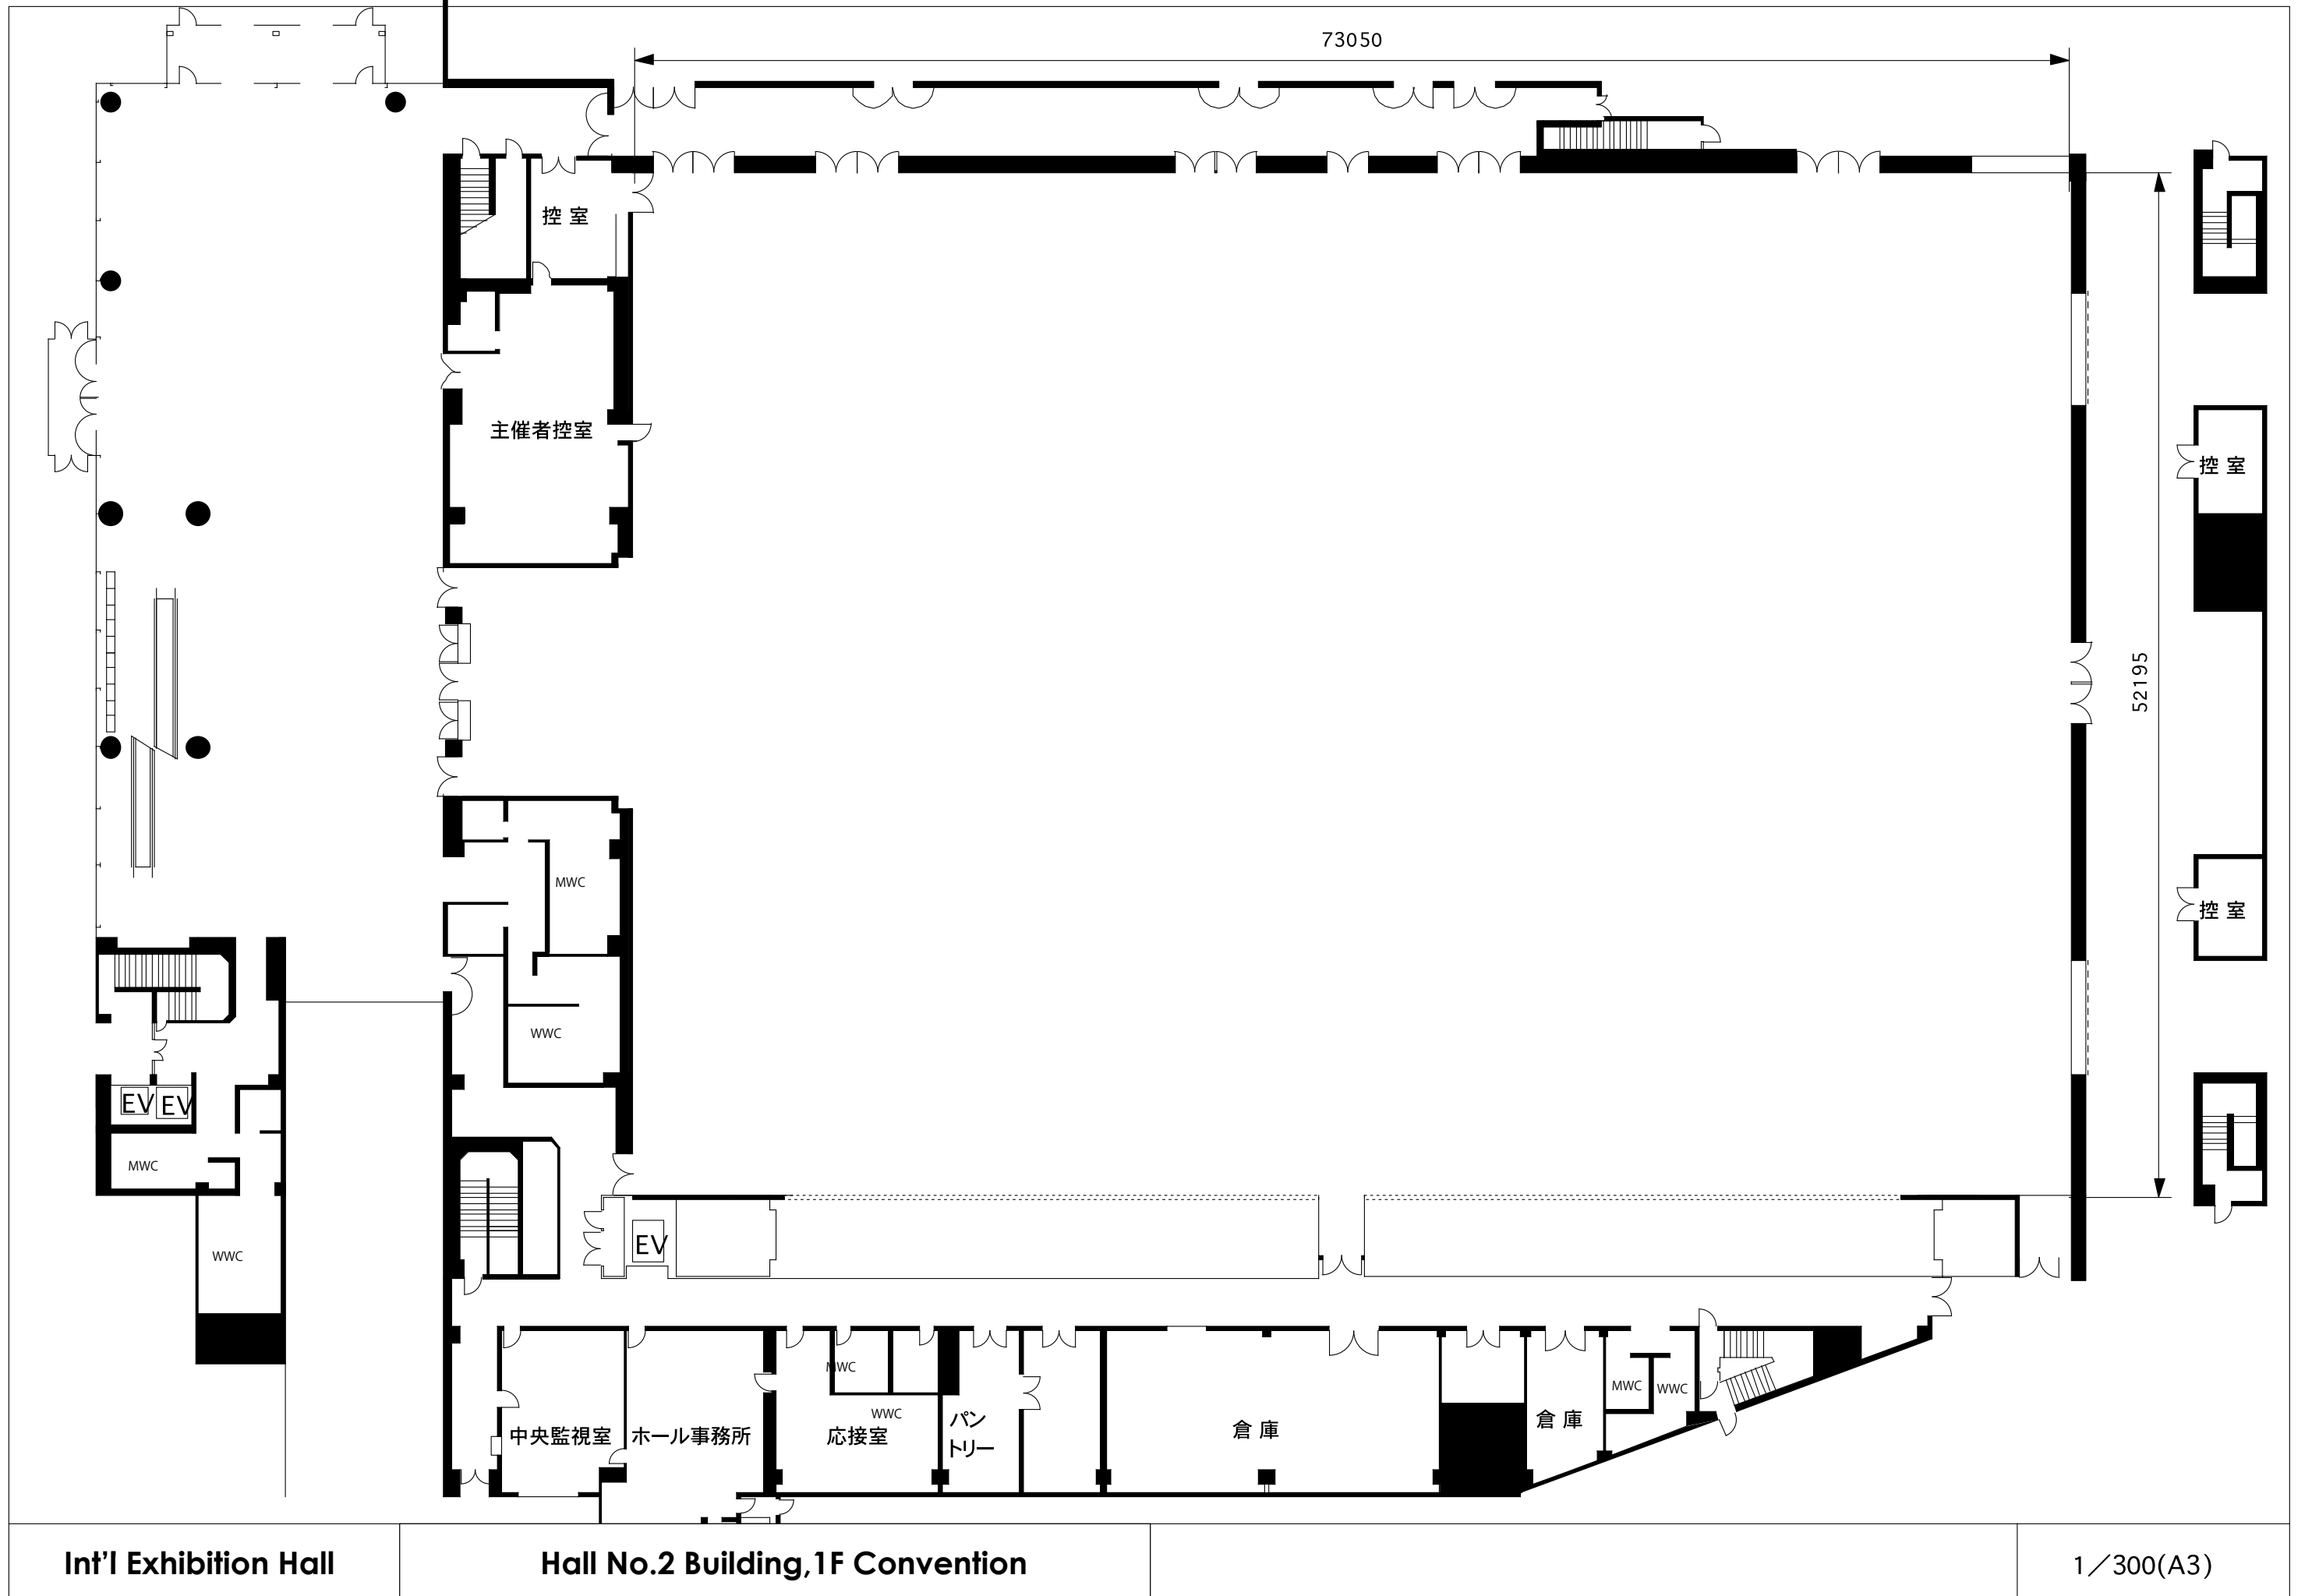 73050
控 室
主催者控室
控 室
52195
MWC
控 室
WWC
EV
EV
MWC
WWC
EV
MWC
WWC
中央監視室
ホール事務所
応接室
パン
トリー
倉 庫
倉 庫
MWC
WWC
Int’l Exhibition Hall
Hall No.2 Building,1F Convention
1／300(A3)